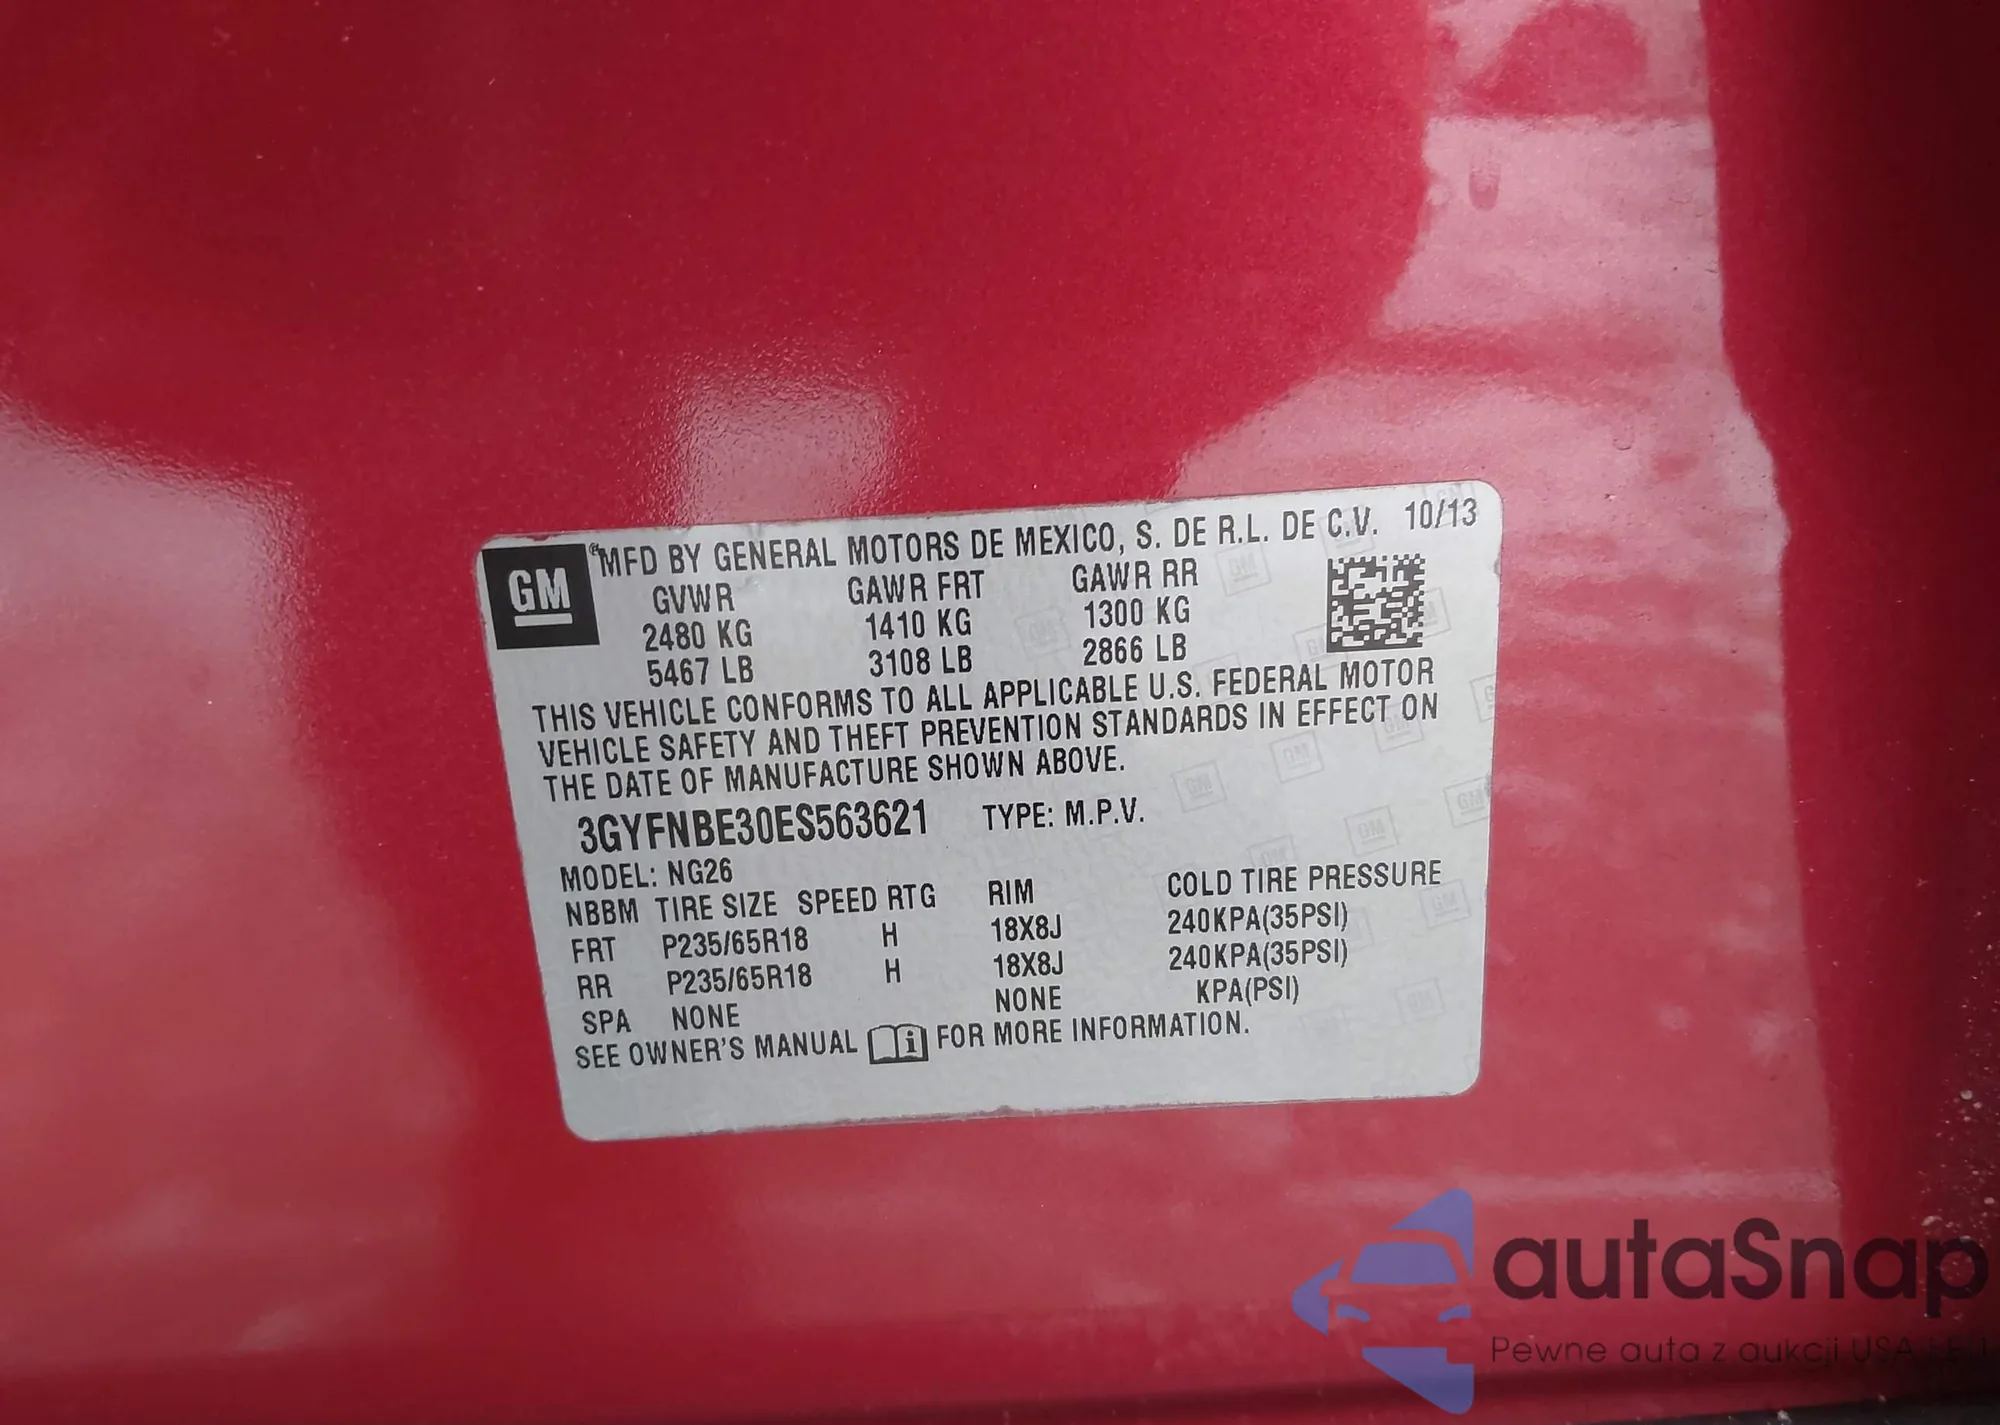 GM
®MFD BY GENERAL MOTORS DE MEXICO, S. DE R.L. DE C.V. 10/13
GVWR GAWR FRT GAWR RR
2480 KG 1410 KG 1300 KG
5467 LB 3108 LB 2866 LB
THIS VEHICLE CONFORMS TO ALL APPLICABLE U.S. FEDERAL MOTOR
VEHICLE SAFETY AND THEFT PREVENTION STANDARDS IN EFFECT ON
THE DATE OF MANUFACTURE SHOWN ABOVE.
3GYFNBE30ES563621 TYPE: M.P.V.
MODEL: NG26
NBBM TIRE SIZE SPEED RTG RIM COLD TIRE PRESSURE
FRT P235/65R18 H 18X8J 240KPA(35PSI)
RR P235/65R18 H 18X8J 240KPA(35PSI)
SPA NONE NONE KPA(PSI)
SEE OWNER'S MANUAL FOR MORE INFORMATION.
autaSnap
Pewne auta z aukcji USA i EU